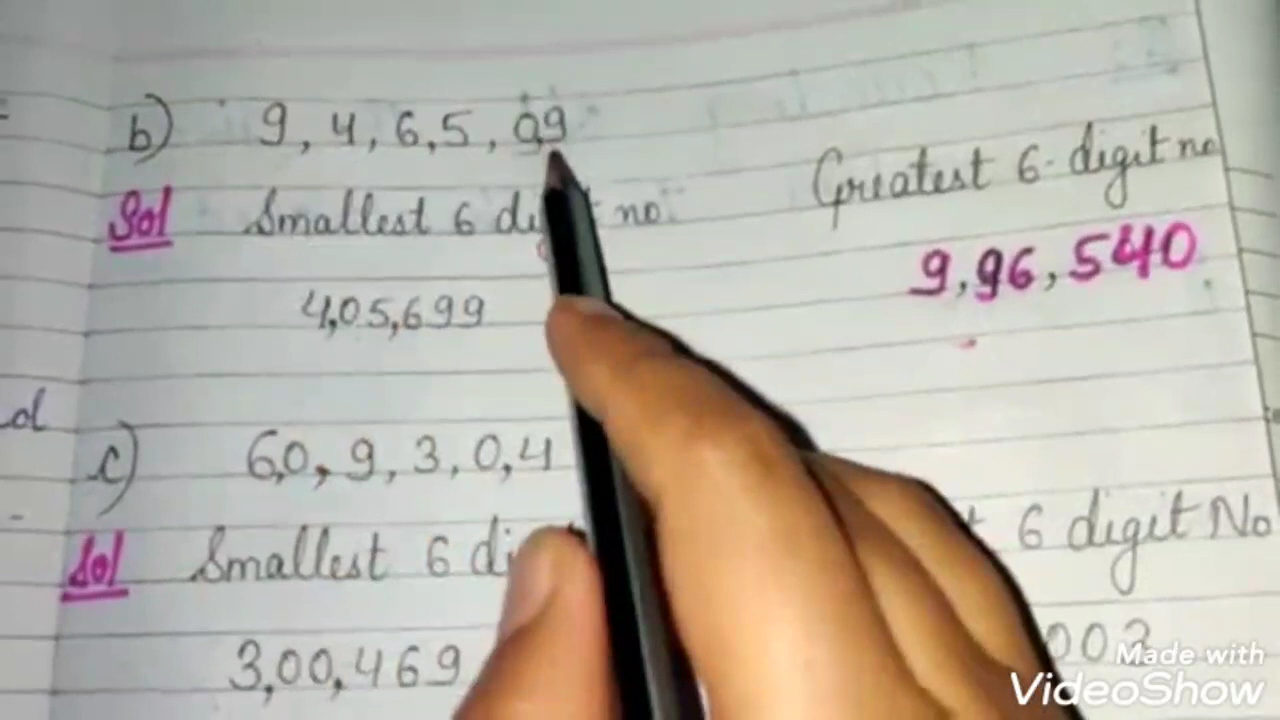 b) 9, 4, 6, 5, 0, 9
Sol Smallest 6 digit no. Greatest 6-digit no
4,05,699 9,96,540
c) 6, 0, 9, 3, 0, 4
Sol Smallest 6 6 digit No
3,00,469
Made with
VideoShow